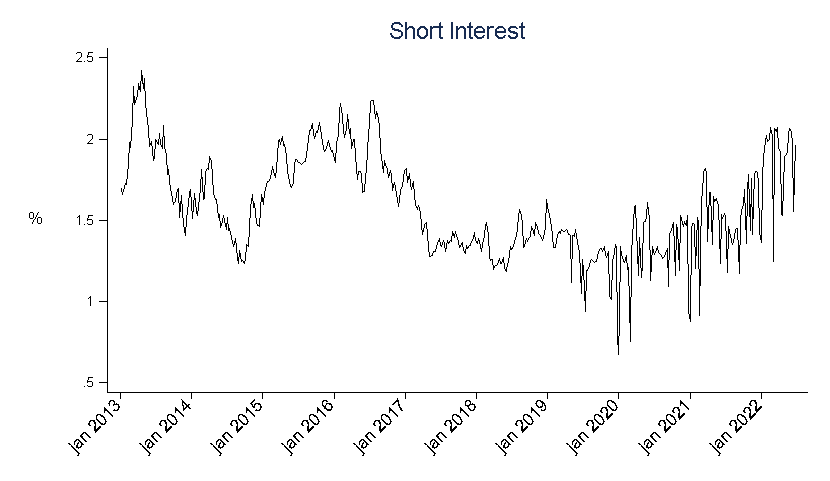 Short Interest
2.5
2
1.5
%
1
.5
Jan 2013
Jan 2014
Jan 2015
Jan 2016
Jan 2017
Jan 2018
Jan 2019
Jan 2020
Jan 2021
Jan 2022